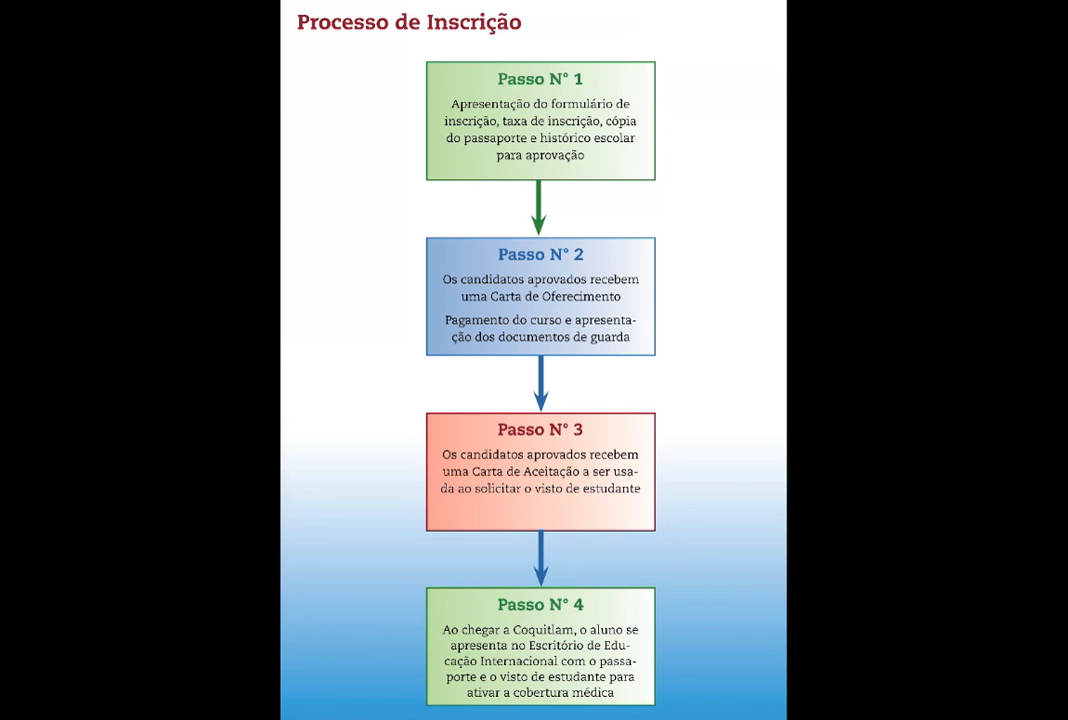 Processo de Inscrição
Passo N° 1
Apresentação do formulário de
inscrição, taxa de inscrição, cópia
do passaporte e histórico escolar
para aprovação
Passo N° 2
Os candidatos aprovados recebem
uma Carta de Oferecimento
Pagamento do curso e apresenta-
ção dos documentos de guarda
Passo N° 3
Os candidatos aprovados recebem
uma Carta de Aceitação a ser usa-
da ao solicitar o visto de estudante
Passo N° 4
Ao chegar a Coquitlam, o aluno se
apresenta no Escritório de Edu-
cação Internacional com o passa-
porte e o visto de estudante para
ativar a cobertura médica